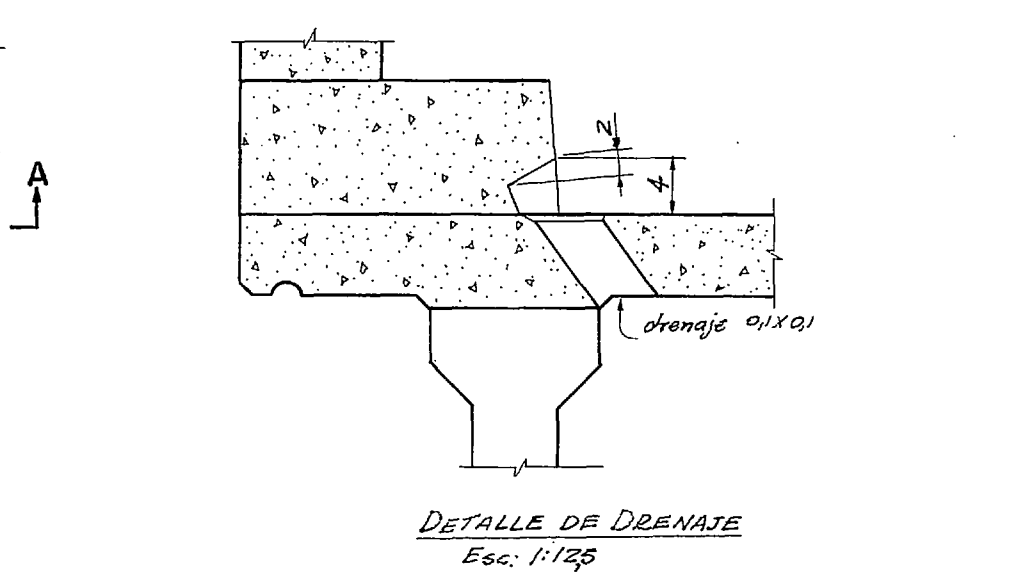 2
A
4
drenaje 0,1x0,1
DETALLE DE DRENAJE
Esc: 1:12,5